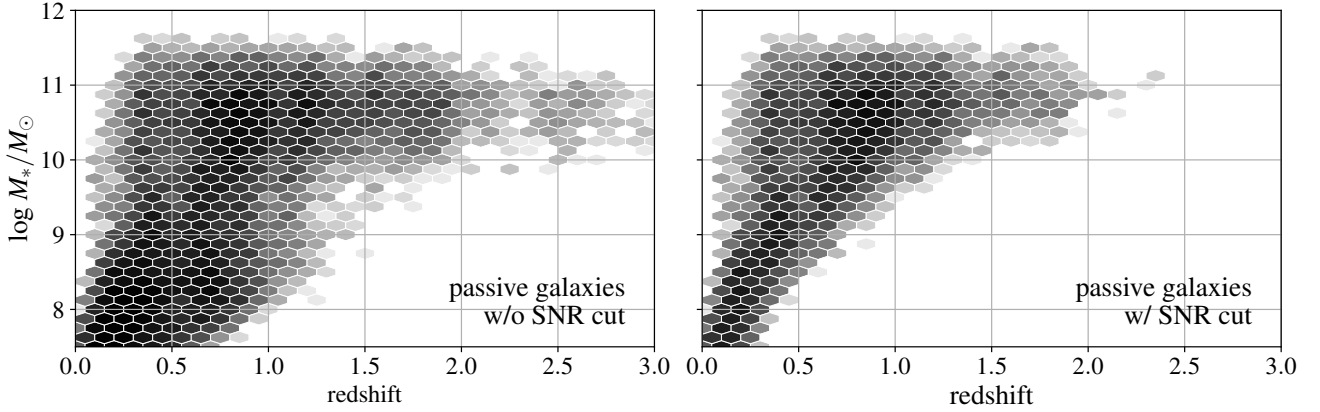 12
11
10
9
8
log M*/M☉
passive galaxies
w/o SNR cut
0.0 0.5 1.0 1.5 2.0 2.5 3.0
redshift
passive galaxies
w/ SNR cut
0.0 0.5 1.0 1.5 2.0 2.5 3.0
redshift